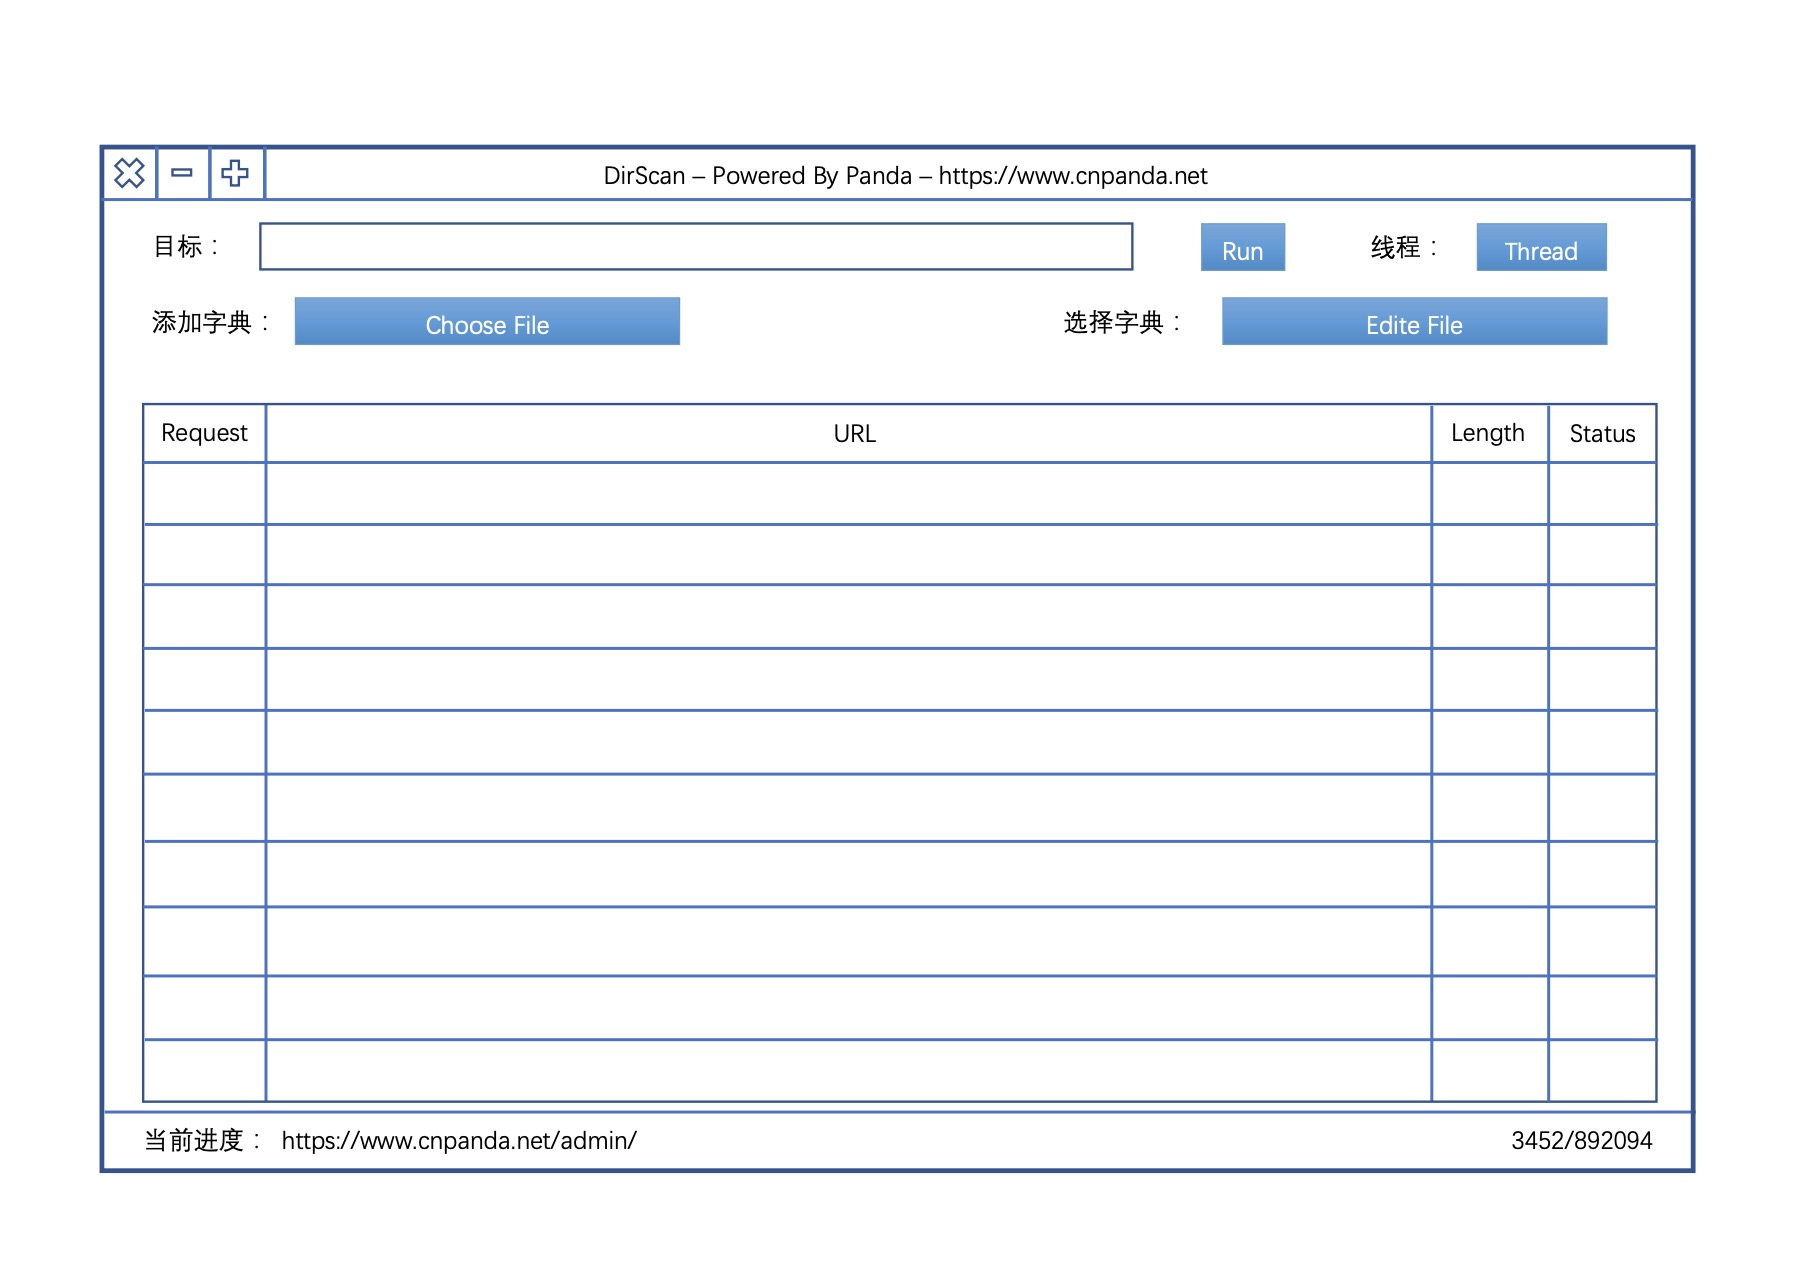 DirScan – Powered By Panda – https://www.cnpanda.net
目标： Run 线程： Thread
添加字典： Choose File 选择字典： Edite File
Request URL Length Status
当前进度： https://www.cnpanda.net/admin/ 3452/892094